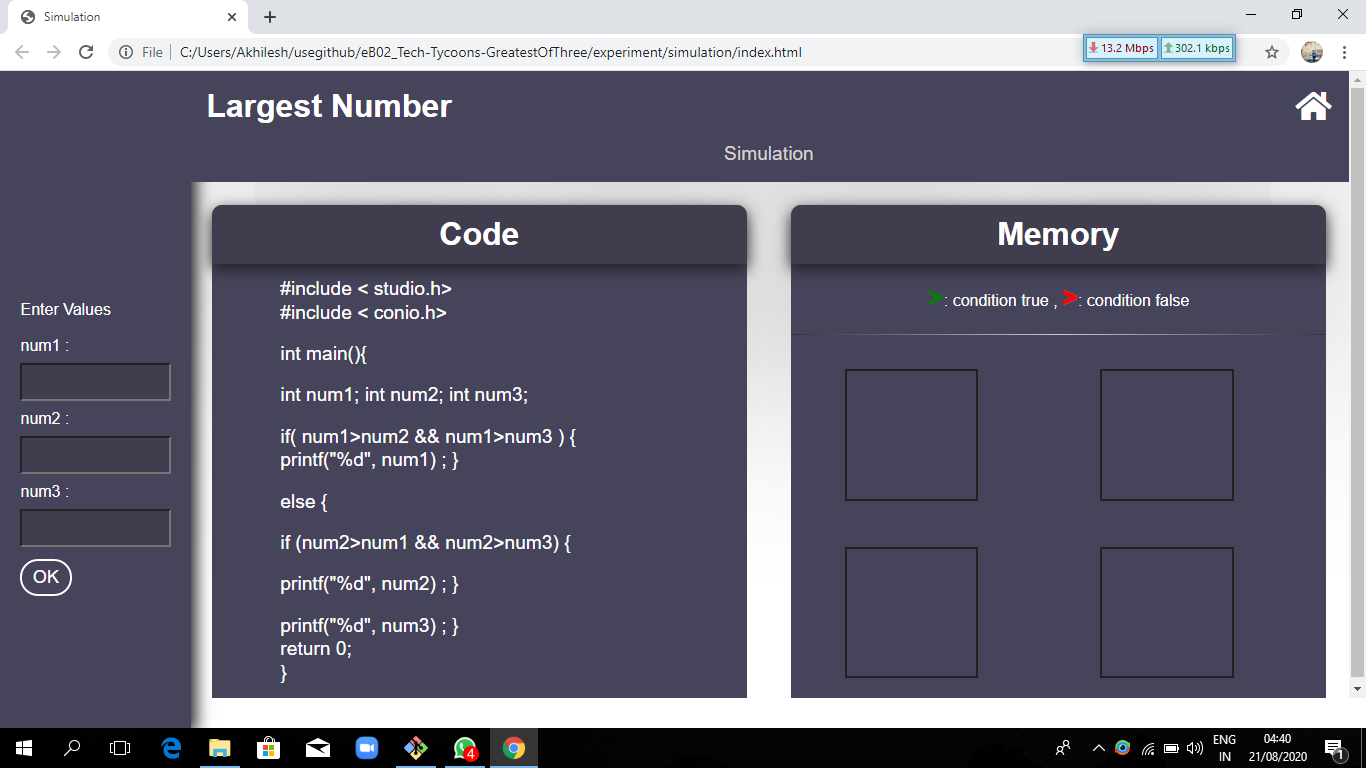 Simulation
File
C:/Users/Akhilesh/usegithub/eB02_Tech-Tycoons-GreatestOfThree/experiment/simulation/index.html
13.2 Mbps 302.1 kbps
Largest Number
Simulation
Enter Values
num1 :
num2 :
num3 :
OK
Code
#include < studio.h>
#include < conio.h>
int main(){
int num1; int num2; int num3;
if( num1>num2 && num1>num3 ) {
printf("%d", num1) ; }
else {
if (num2>num1 && num2>num3) {
printf("%d", num2) ; }
printf("%d", num3) ; }
return 0;
}
Memory
>: condition true , >: condition false
4
ENG
IN
04:40
21/08/2020
1